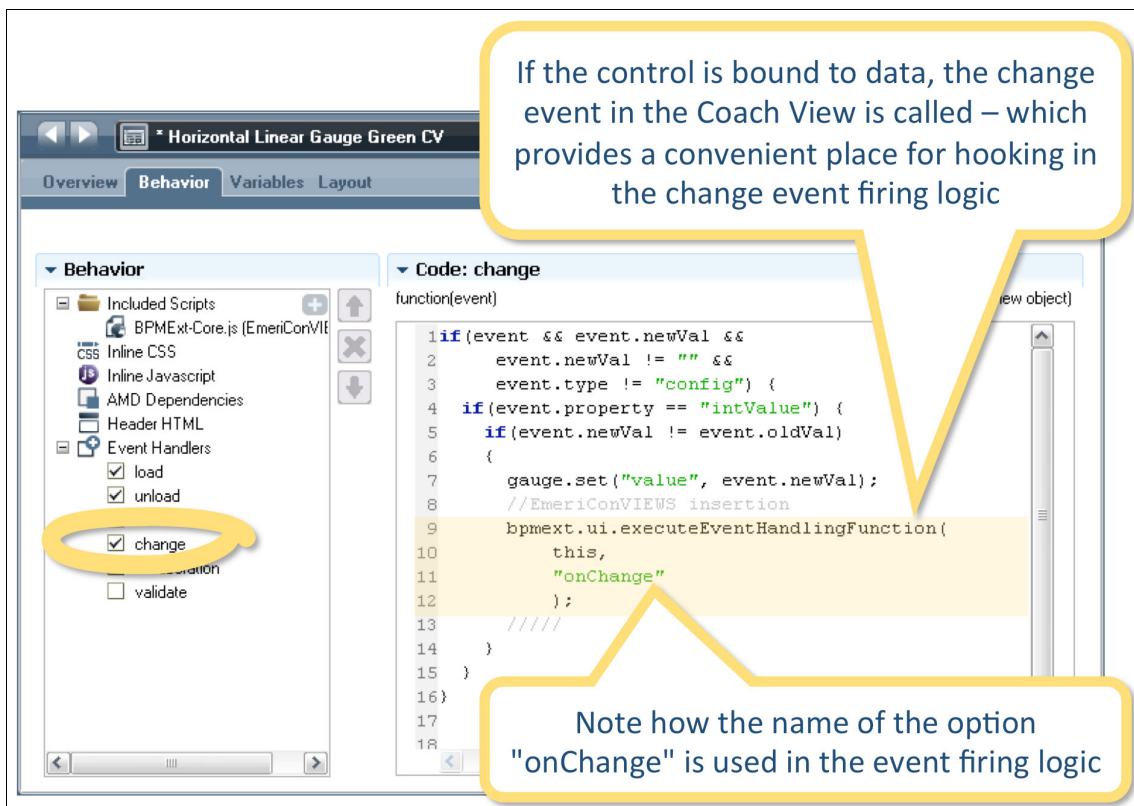 If the control is bound to data, the change
event in the Coach View is called – which
provides a convenient place for hooking in
the change event firing logic
* Horizontal Linear Gauge Green CV
Overview Behavior Variables Layout
Behavior
Included Scripts
BPMExt-Core.js (EmeriConVIE
Inline CSS
Inline Javascript
AMD Dependencies
Header HTML
Event Handlers
load
unload
change
validate
Code: change
function(event)
object)
1 if(event && event.newVal &&
2 event.newVal != "" &&
3 event.type != "config") {
4 if(event.property == "intValue") {
5 if(event.newVal != event.oldVal)
6 {
7 gauge.set("value", event.newVal);
8 //EmeriConVIEWS insertion
9 bpmext.ui.executeEventHandlingFunction(
10 this,
11 "onChange"
12 );
13 /////
14 }
15 }
16 }
17
18
Note how the name of the option
"onChange" is used in the event firing logic